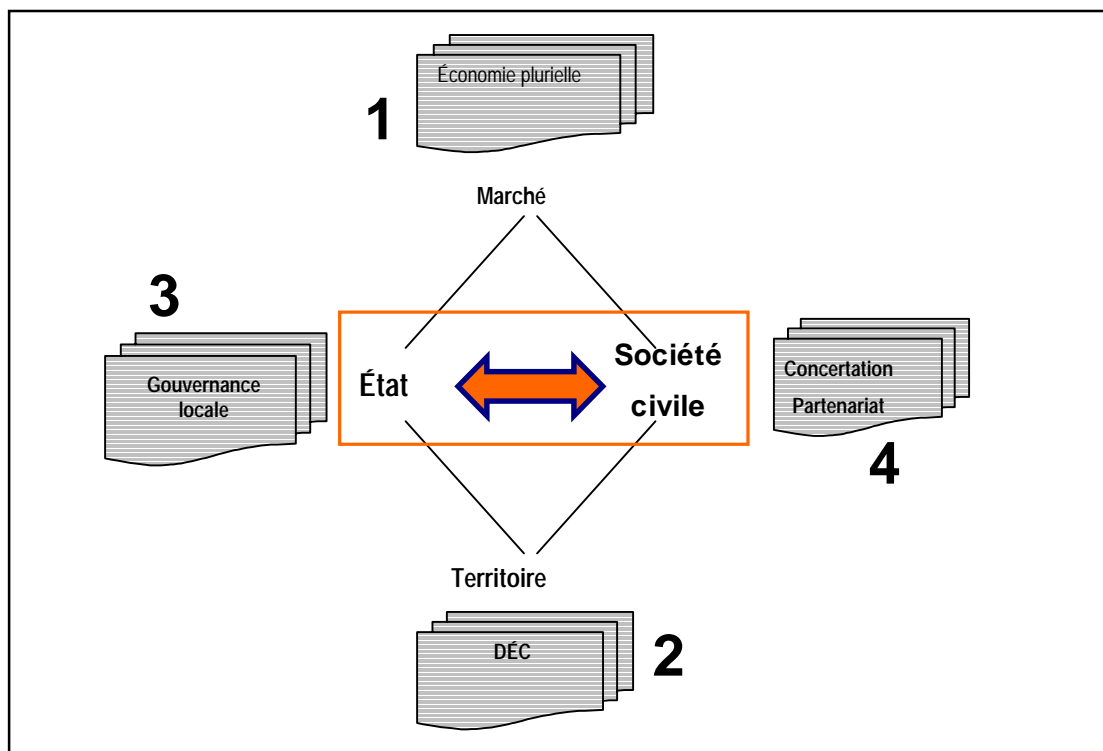 Économie plurielle
1
Marché
3
Gouvernance
locale
État
Société
civile
Concertation
Partenariat
4
Territoire
DÉC
2